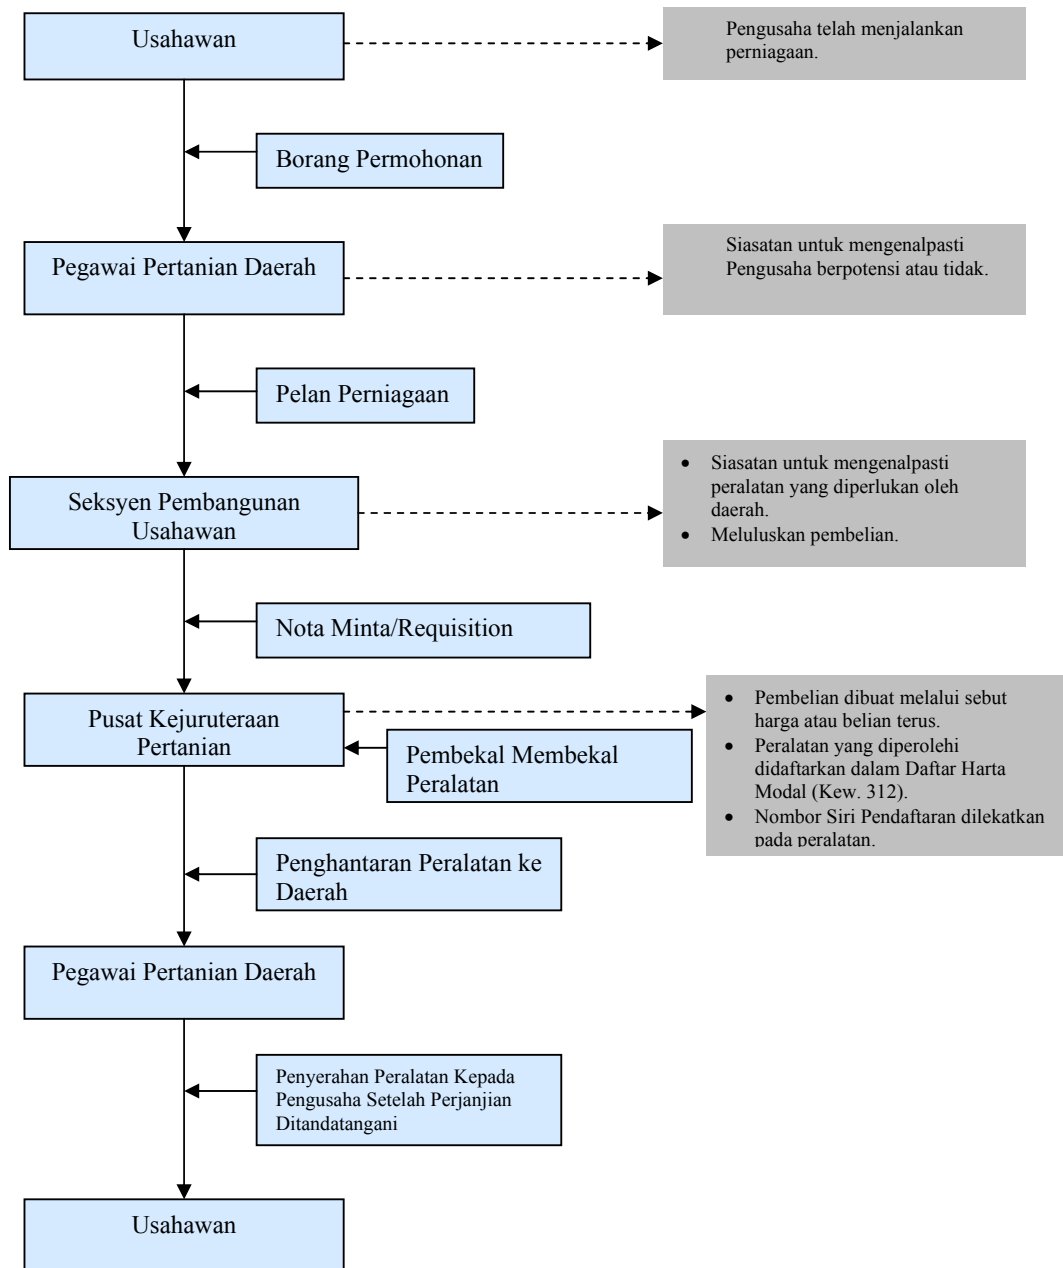 Usahawan
Pengusaha telah menjalankan
perniagaan.
Borang Permohonan
Pegawai Pertanian Daerah
Siasatan untuk mengenalpasti
Pengusaha berpotensi atau tidak.
Pelan Perniagaan
Seksyen Pembangunan
Usahawan
• Siasatan untuk mengenalpasti
peralatan yang diperlukan oleh
daerah.
• Meluluskan pembelian.
Nota Minta/Requisition
Pusat Kejuruteraan
Pertanian
• Pembelian dibuat melalui sebut
harga atau belian terus.
• Peralatan yang diperolehi
didaftarkan dalam Daftar Harta
Modal (Kew. 312).
• Nombor Siri Pendaftaran dilekatkan
pada peralatan.
Pembekal Membekal
Peralatan
Penghantaran Peralatan ke
Daerah
Pegawai Pertanian Daerah
Penyerahan Peralatan Kepada
Pengusaha Setelah Perjanjian
Ditandatangani
Usahawan